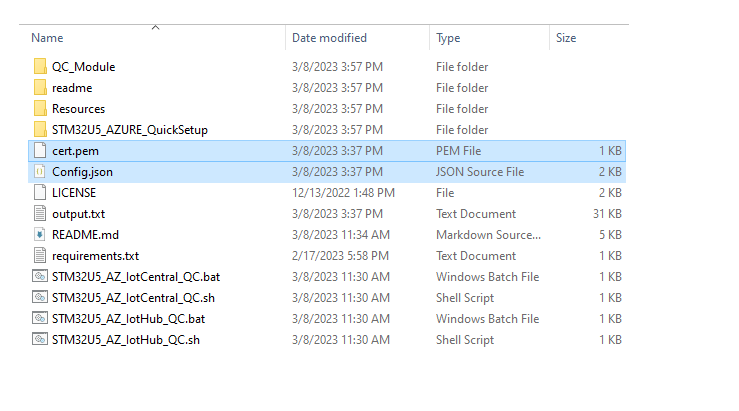 Name Date modified Type Size
QC_Module 3/8/2023 3:57 PM File folder
readme 3/8/2023 3:57 PM File folder
Resources 3/8/2023 3:57 PM File folder
STM32U5_AZURE_QuickSetup 3/8/2023 3:57 PM File folder
cert.pem 3/8/2023 3:37 PM PEM File 1 KB
Config.json 3/8/2023 3:37 PM JSON Source File 2 KB
LICENSE 12/13/2022 1:48 PM File 2 KB
output.txt 3/8/2023 3:37 PM Text Document 31 KB
README.md 3/8/2023 11:34 AM Markdown Source... 5 KB
requirements.txt 2/17/2023 5:58 PM Text Document 1 KB
STM32U5_AZ_IotCentral_QC.bat 3/8/2023 11:30 AM Windows Batch File 1 KB
STM32U5_AZ_IotCentral_QC.sh 3/8/2023 11:30 AM Shell Script 1 KB
STM32U5_AZ_IotHub_QC.bat 3/8/2023 11:30 AM Windows Batch File 1 KB
STM32U5_AZ_IotHub_QC.sh 3/8/2023 11:30 AM Shell Script 1 KB